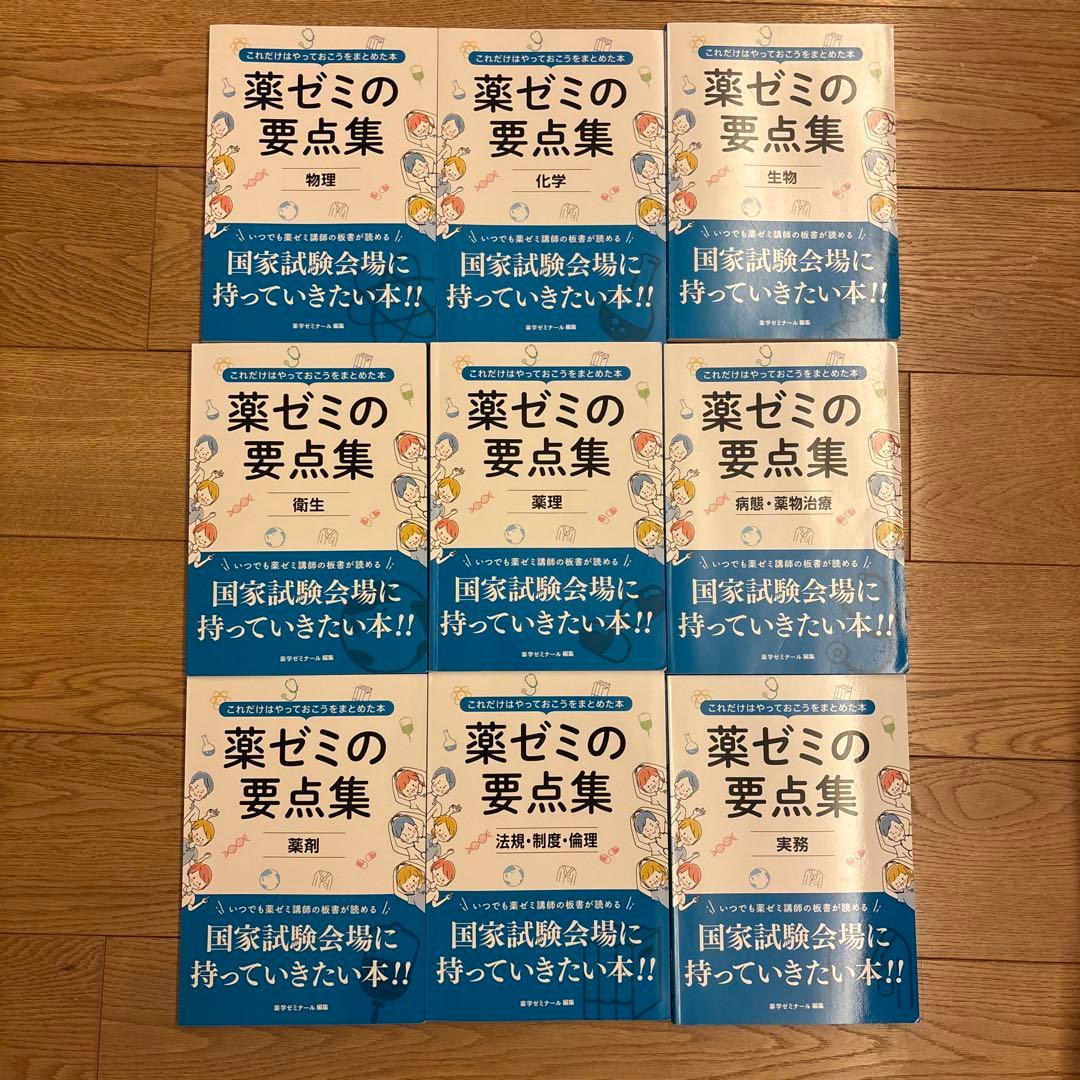 これだけはやっておこうをまとめた本
薬ゼミの
要点集
物理
いつでも薬ゼミ講師の板書が読める
国家試験会場に
持っていきたい本!!
薬学ゼミナール 編集
これだけはやっておこうをまとめた本
薬ゼミの
要点集
化学
いつでも薬ゼミ講師の板書が読める
国家試験会場に
持っていきたい本!!
薬学ゼミナール 編集
これだけはやっておこうをまとめた本
薬ゼミの
要点集
生物
いつでも薬ゼミ講師の板書が読める
国家試験会場に
持っていきたい本!!
薬学ゼミナール 編集
これだけはやっておこうをまとめた本
薬ゼミの
要点集
衛生
いつでも薬ゼミ講師の板書が読める
国家試験会場に
持っていきたい本!!
薬学ゼミナール 編集
これだけはやっておこうをまとめた本
薬ゼミの
要点集
薬理
いつでも薬ゼミ講師の板書が読める
国家試験会場に
持っていきたい本!!
薬学ゼミナール 編集
これだけはやっておこうをまとめた本
薬ゼミの
要点集
病態・薬物治療
いつでも薬ゼミ講師の板書が読める
国家試験会場に
持っていきたい本!!
薬学ゼミナール 編集
これだけはやっておこうをまとめた本
薬ゼミの
要点集
薬剤
いつでも薬ゼミ講師の板書が読める
国家試験会場に
持っていきたい本!!
薬学ゼミナール 編集
これだけはやっておこうをまとめた本
薬ゼミの
要点集
法規・制度・倫理
いつでも薬ゼミ講師の板書が読める
国家試験会場に
持っていきたい本!!
薬学ゼミナール 編集
これだけはやっておこうをまとめた本
薬ゼミの
要点集
実務
いつでも薬ゼミ講師の板書が読める
国家試験会場に
持っていきたい本!!
薬学ゼミナール 編集